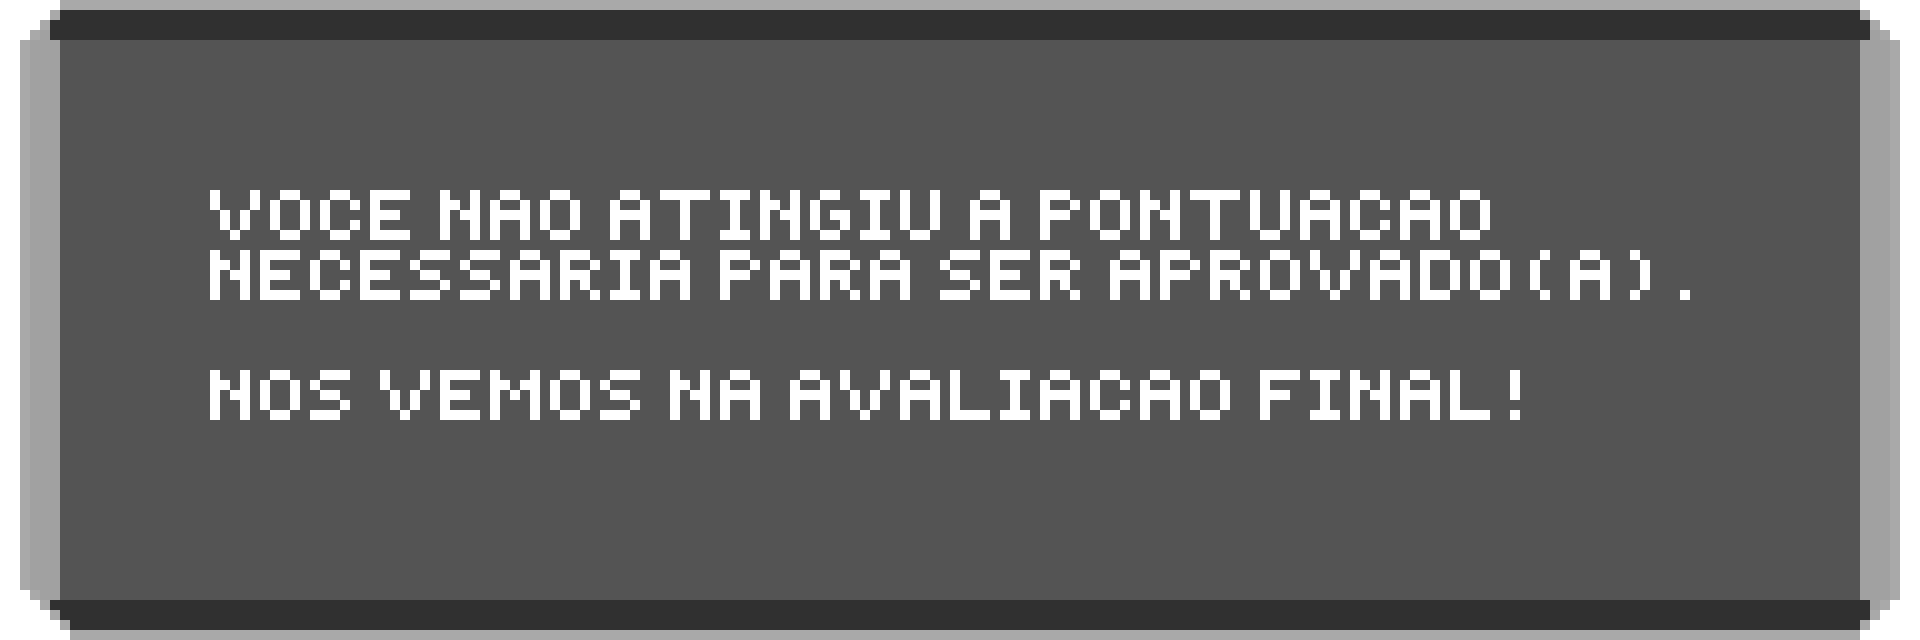 VOCE NAO ATINGIU A PONTUACAO
NECESSARIA PARA SER APROVADO(A).
NOS VEMOS NA AVALIACAO FINAL!